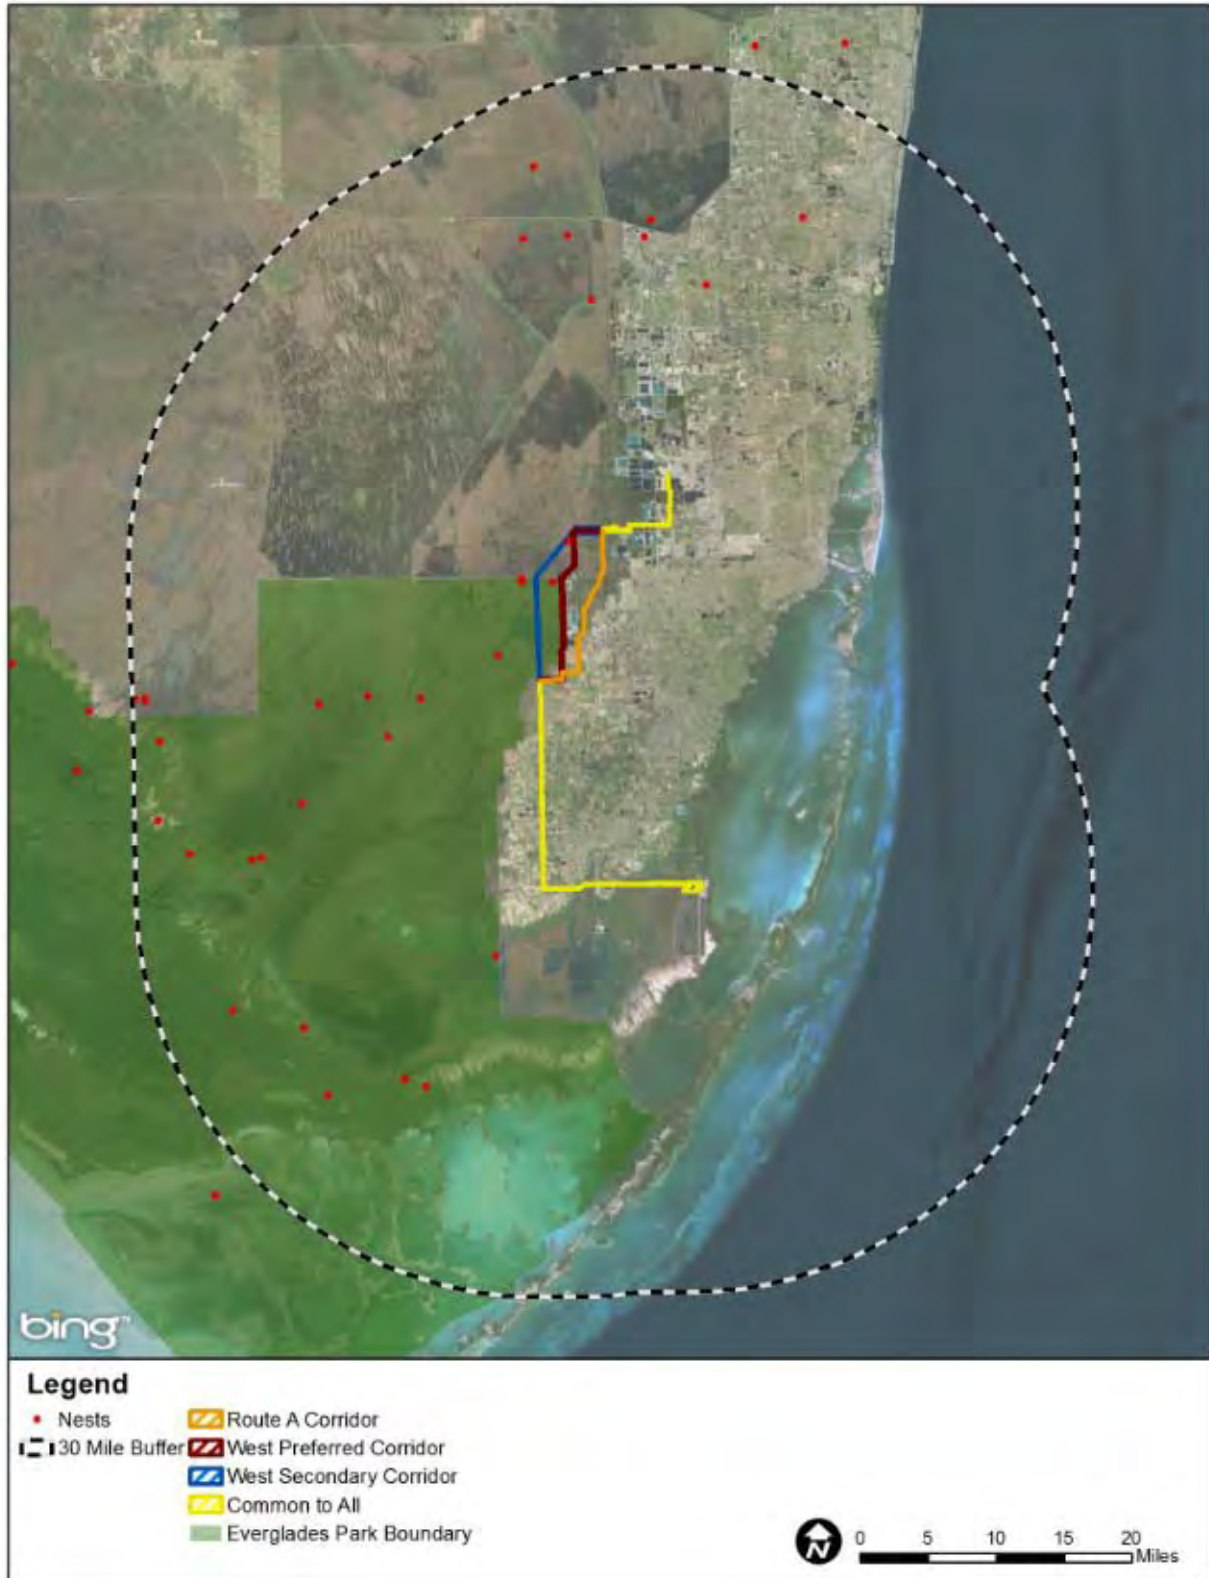 bing™
Legend
Nests
30 Mile Buffer
Route A Corridor
West Preferred Corridor
West Secondary Corridor
Common to All
Everglades Park Boundary
N
0 5 10 15 20
Miles